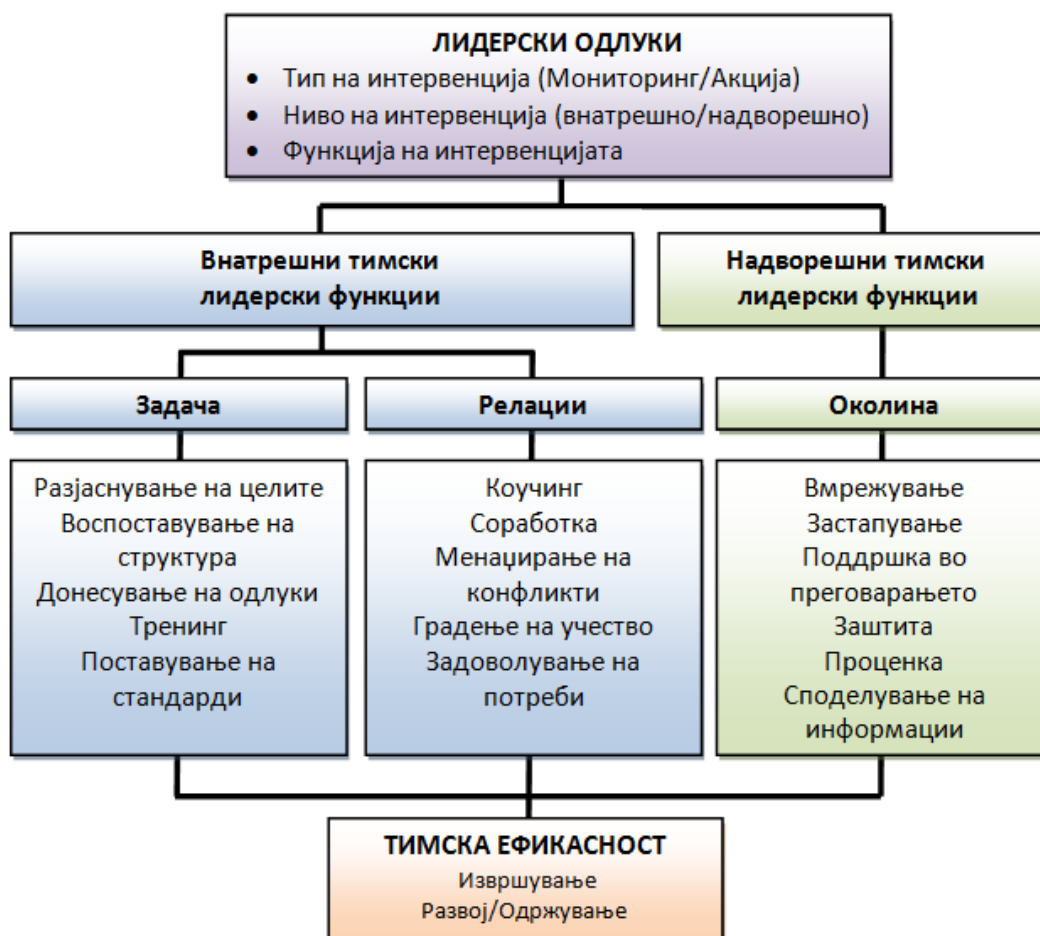 ЛИДЕРСКИ ОДЛУКИ
• Тип на интервенција (Мониторинг/Акција)
• Ниво на интервенција (внатрешно/надворешно)
• Функција на интервенцијата
Внатрешни тимски
лидерски функции
Надворешни тимски
лидерски функции
Задача
Релации
Околина
Разјаснување на целите
Воспоставување на
структура
Донесување на одлуки
Тренинг
Поставување на
стандарди
Коучинг
Соработка
Менаџирање на
конфликти
Градење на учество
Задоволување на
потреби
Вмрежување
Застапување
Поддршка во
преговарањето
Заштита
Проценка
Споделување на
информации
ТИМСКА ЕФИКАСНОСТ
Извршување
Развој/Одржување